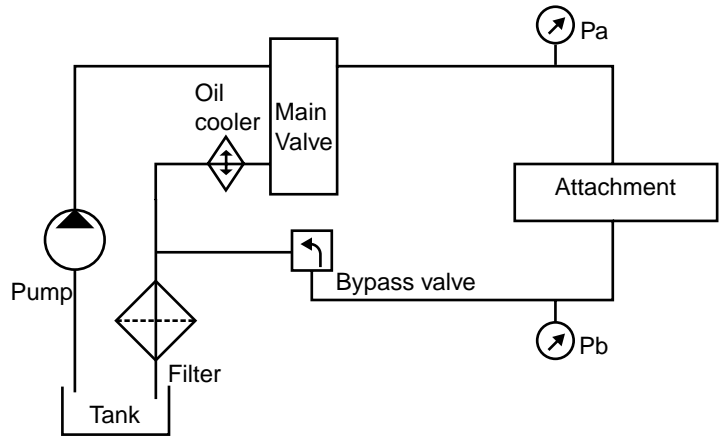 Pa
Oil
cooler
Main
Valve
Attachment
Pump
Bypass valve
Pb
Filter
Tank